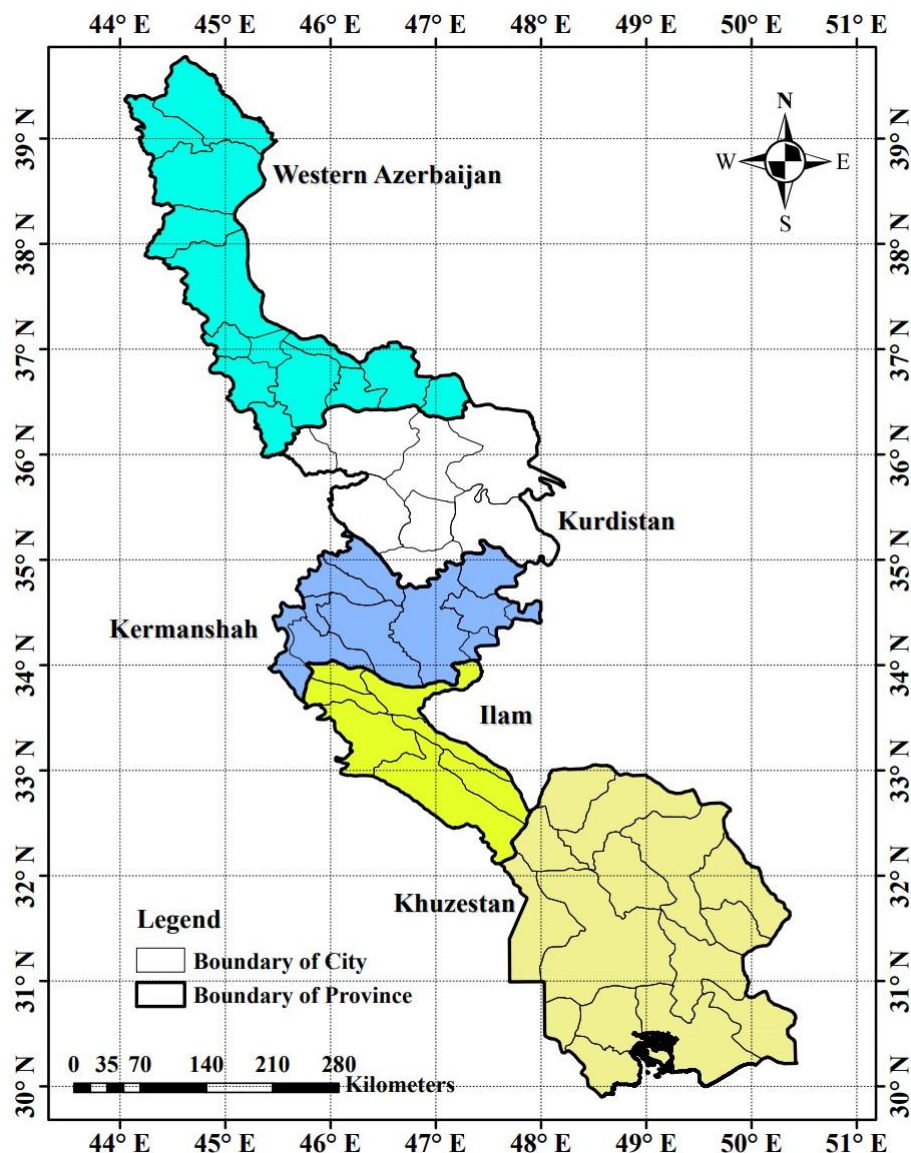 44° E 45° E 46° E 47° E 48° E 49° E 50° E 51° E
N
W E
S
39° N 39° N
Western Azerbaijan
38° N 38° N
37° N 37° N
36° N 36° N
Kurdistan
35° N 35° N
Kermanshah
34° N 34° N
Ilam
33° N 33° N
32° N 32° N
Khuzestan
Legend
Boundary of City
31° N 31° N
Boundary of Province
0 35 70 140 210 280
Kilometers
30° N 30° N
44° E 45° E 46° E 47° E 48° E 49° E 50° E 51° E